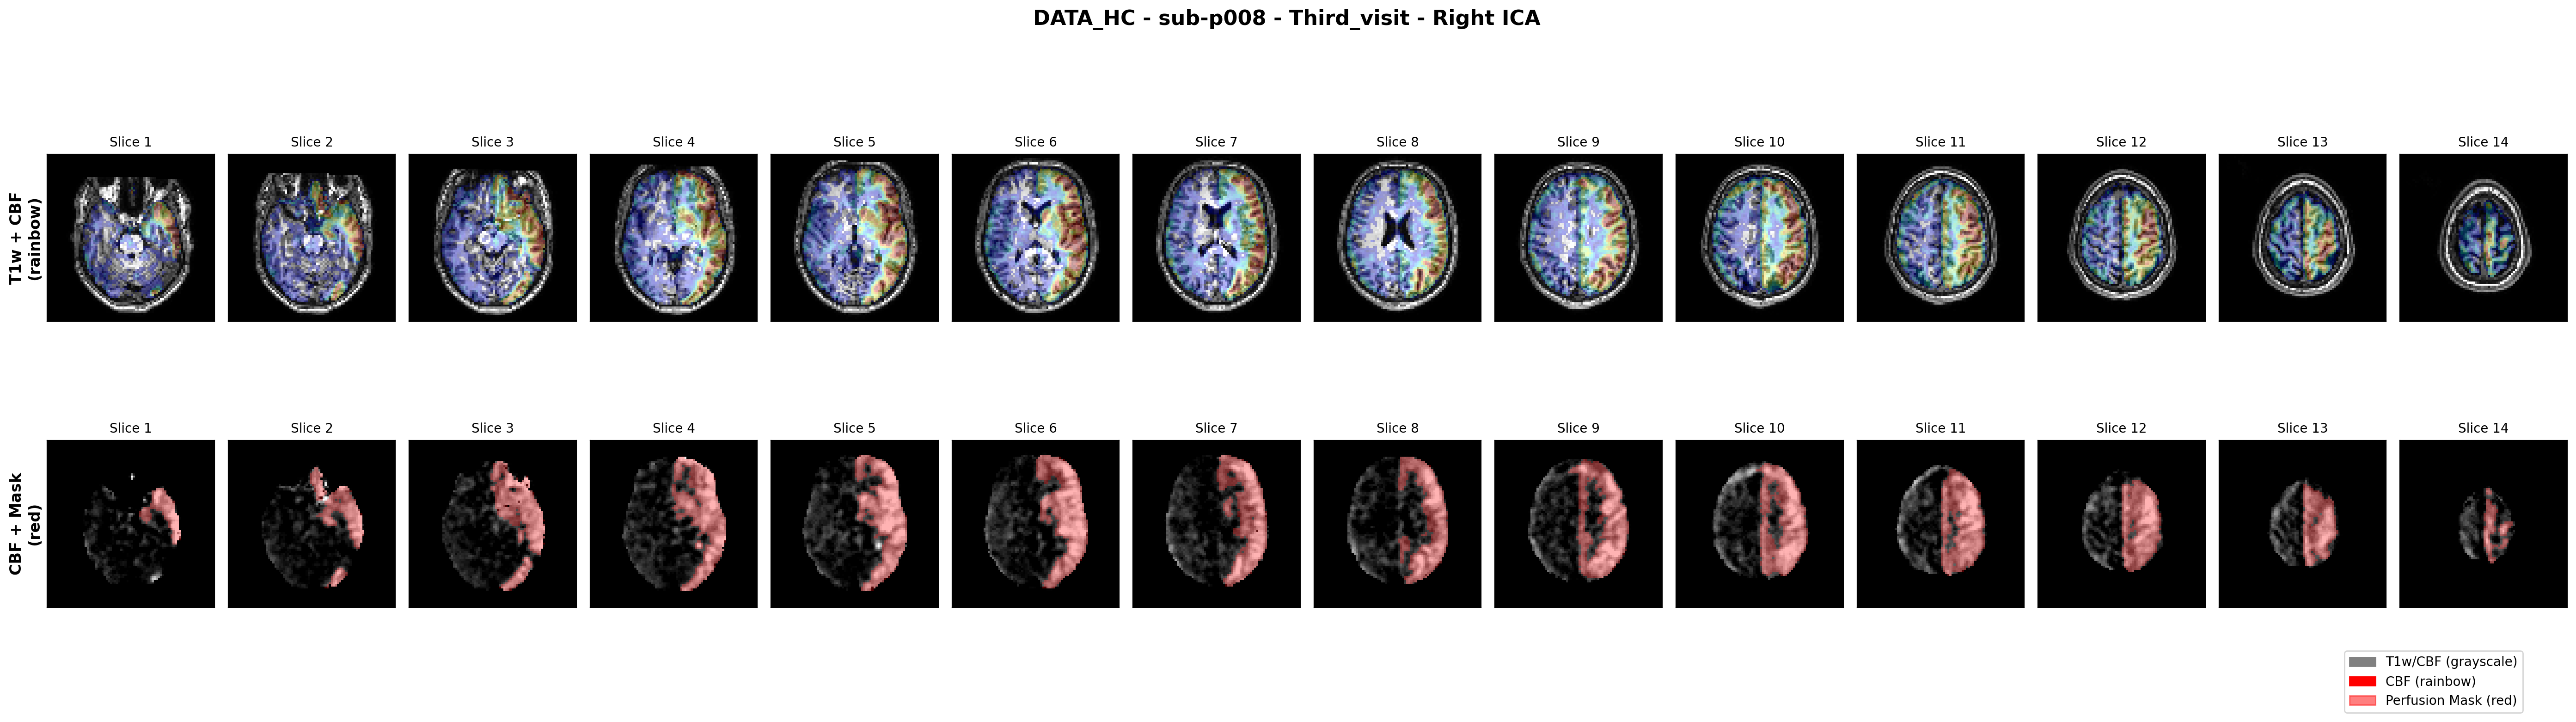 DATA_HC - sub-p008 - Third_visit - Right ICA
T1w + CBF
(rainbow)
Slice 1
Slice 2
Slice 3
Slice 4
Slice 5
Slice 6
Slice 7
Slice 8
Slice 9
Slice 10
Slice 11
Slice 12
Slice 13
Slice 14
CBF + Mask
(red)
Slice 1
Slice 2
Slice 3
Slice 4
Slice 5
Slice 6
Slice 7
Slice 8
Slice 9
Slice 10
Slice 11
Slice 12
Slice 13
Slice 14
T1w/CBF (grayscale)
CBF (rainbow)
Perfusion Mask (red)